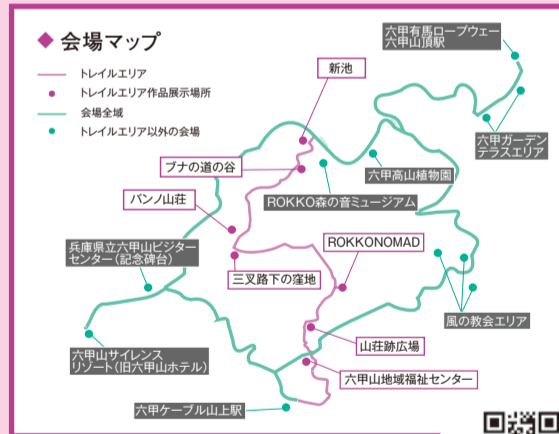 ◆ 会場マップ
トレイルエリア
トレイルエリア作品展示場所
会場全域
トレイルエリア以外の会場
六甲有馬ロープウェー
六甲山頂駅
新池
六甲ガーデン
テラスエリア
ブナの道の谷
六甲高山植物園
ROKKO森の音ミュージアム
バンノ山荘
兵庫県立六甲山ビジター
センター（記念碑台）
ROKKONOMAD
三叉路下の窪地
風の教会エリア
山荘跡広場
六甲山サイレンス
リゾート（旧六甲山ホテル）
六甲山地域福祉センター
六甲ケーブル山上駅